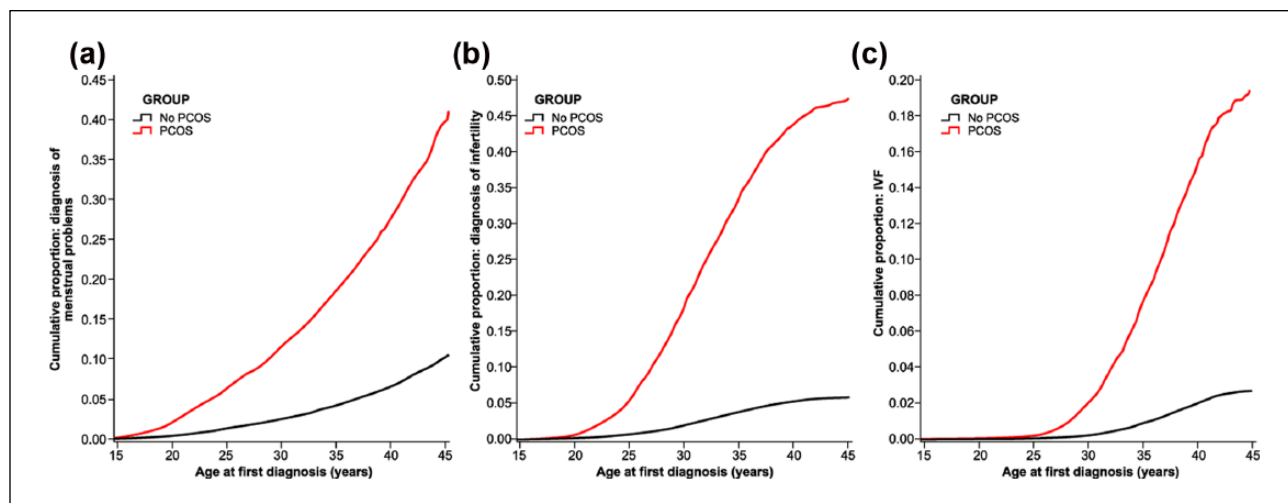 (a)
Cumulative proportion: diagnosis of
menstrual problems
0.45
0.40
0.35
0.30
0.25
0.20
0.15
0.10
0.05
0.00
GROUP
No PCOS
PCOS
15 20 25 30 35 40 45
Age at first diagnosis (years)
(b)
Cumulative proportion: diagnosis of infertility
0.50
0.45
0.40
0.35
0.30
0.25
0.20
0.15
0.10
0.05
0.00
GROUP
No PCOS
PCOS
15 20 25 30 35 40 45
Age at first diagnosis (years)
(c)
Cumulative proportion: IVF
0.20
0.18
0.16
0.14
0.12
0.10
0.08
0.06
0.04
0.02
0.00
GROUP
No PCOS
PCOS
15 20 25 30 35 40 45
Age at first diagnosis (years)